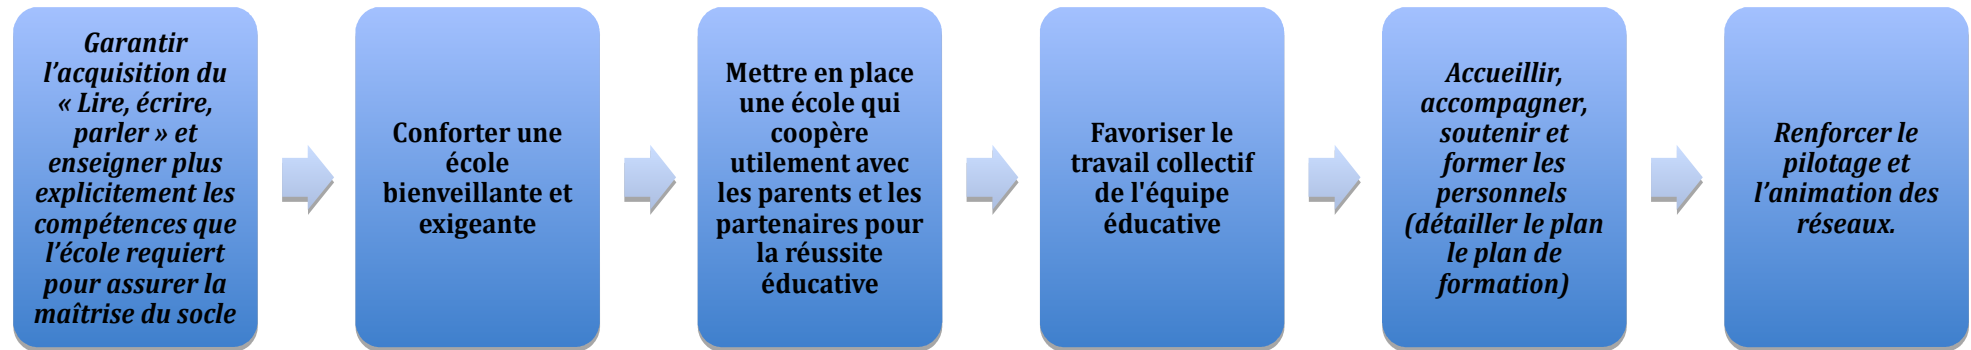 Garantir
l’acquisition du
« Lire, écrire,
parler » et
enseigner plus
explicitement les
compétences que
l’école requiert
pour assurer la
maîtrise du socle
Conforter une
école
bienveillante et
exigeante
Mettre en place
une école qui
coopère
utilement avec
les parents et les
partenaires pour
la réussite
éducative
Favoriser le
travail collectif
de l'équipe
éducative
Accueillir,
accompagner,
soutenir et
former les
personnels
(détailler le plan
le plan de
formation)
Renforcer le
pilotage et
l’animation des
réseaux.